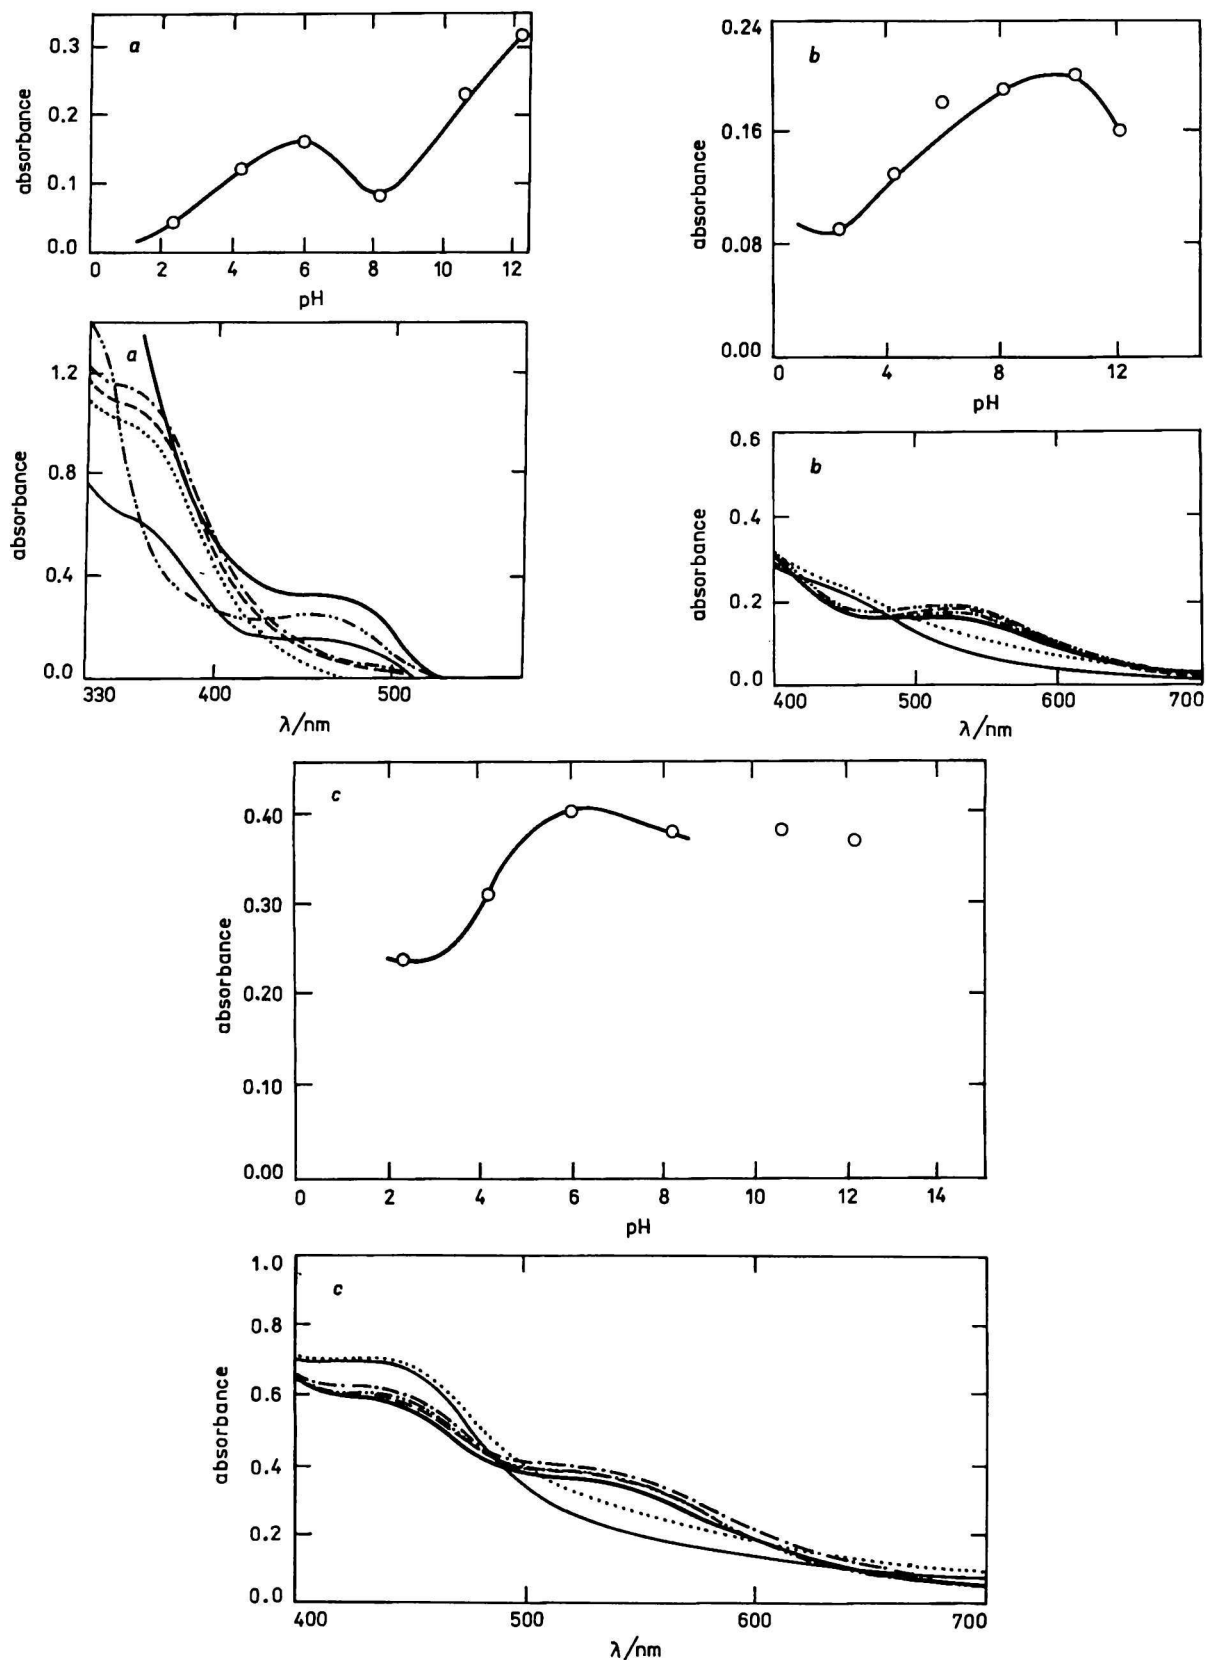 a
absorbance
0.3
0.2
0.1
0.0
0 2 4 6 8 10 12
pH
b
absorbance
0.24
0.16
0.08
0.00
0 4 8 12
pH
a
absorbance
1.2
0.8
0.4
0.0
330 400 500
λ/nm
b
absorbance
0.6
0.4
0.2
0.0
400 500 600 700
λ/nm
c
absorbance
0.40
0.30
0.20
0.10
0.00
0 2 4 6 8 10 12 14
pH
c
absorbance
1.0
0.8
0.6
0.4
0.2
0.0
400 500 600 700
λ/nm